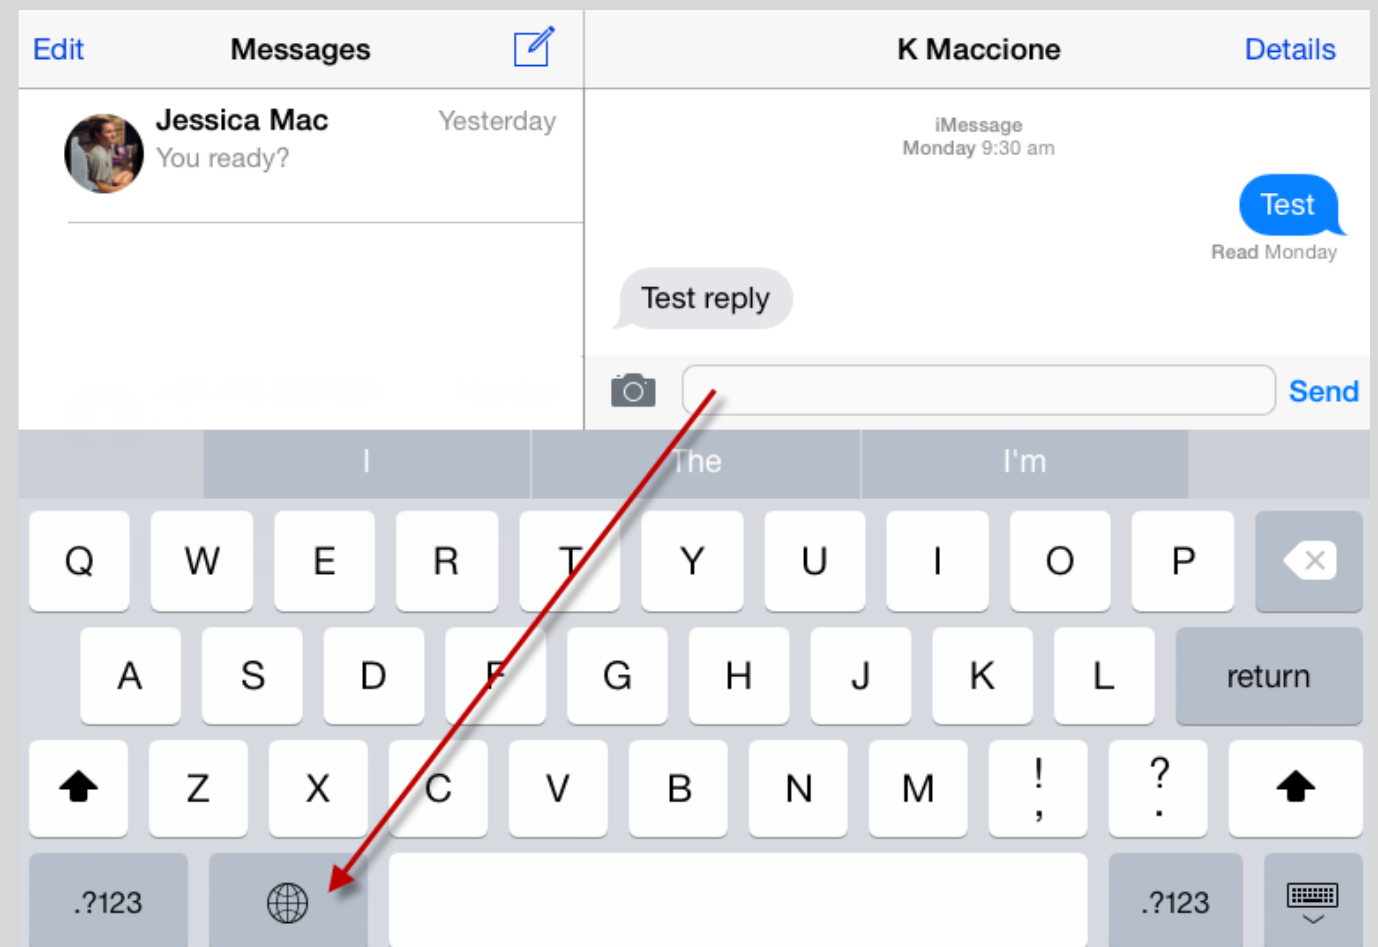 Edit
Messages
K Maccione
Details
Jessica Mac
Yesterday
You ready?
iMessage
Monday 9:30 am
Test
Read Monday
Test reply
Send
I
The
I'm
Q W E R T Y U I O P
A S D F G H J K L return
Z X C V B N M ! , ? .
.?123
.?123